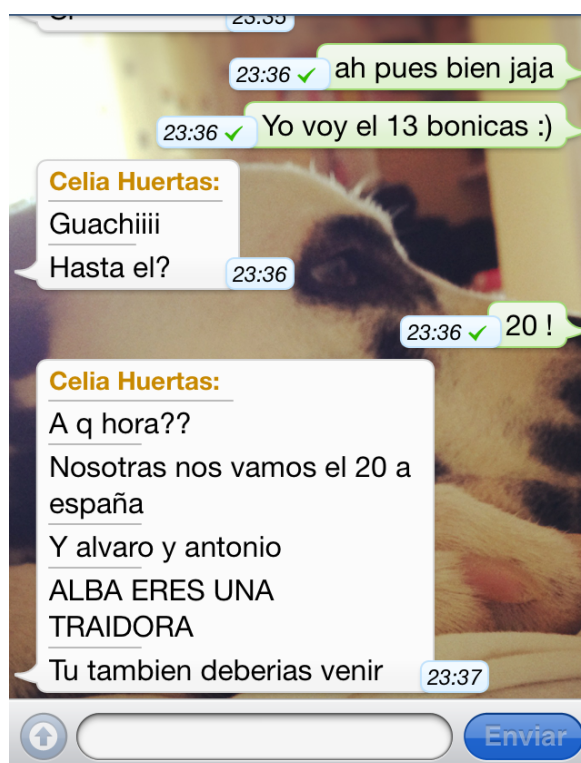 23:35
ah pues bien jaja
23:36
Yo voy el 13 bonicas :)
23:36
Celia Huertas:
Guachiiii
Hasta el?
23:36
20 !
23:36
Celia Huertas:
A q hora??
Nosotras nos vamos el 20 a
españa
Y alvaro y antonio
ALBA ERES UNA
TRAIDORA
Tu tambien deberias venir
23:37
Enviar